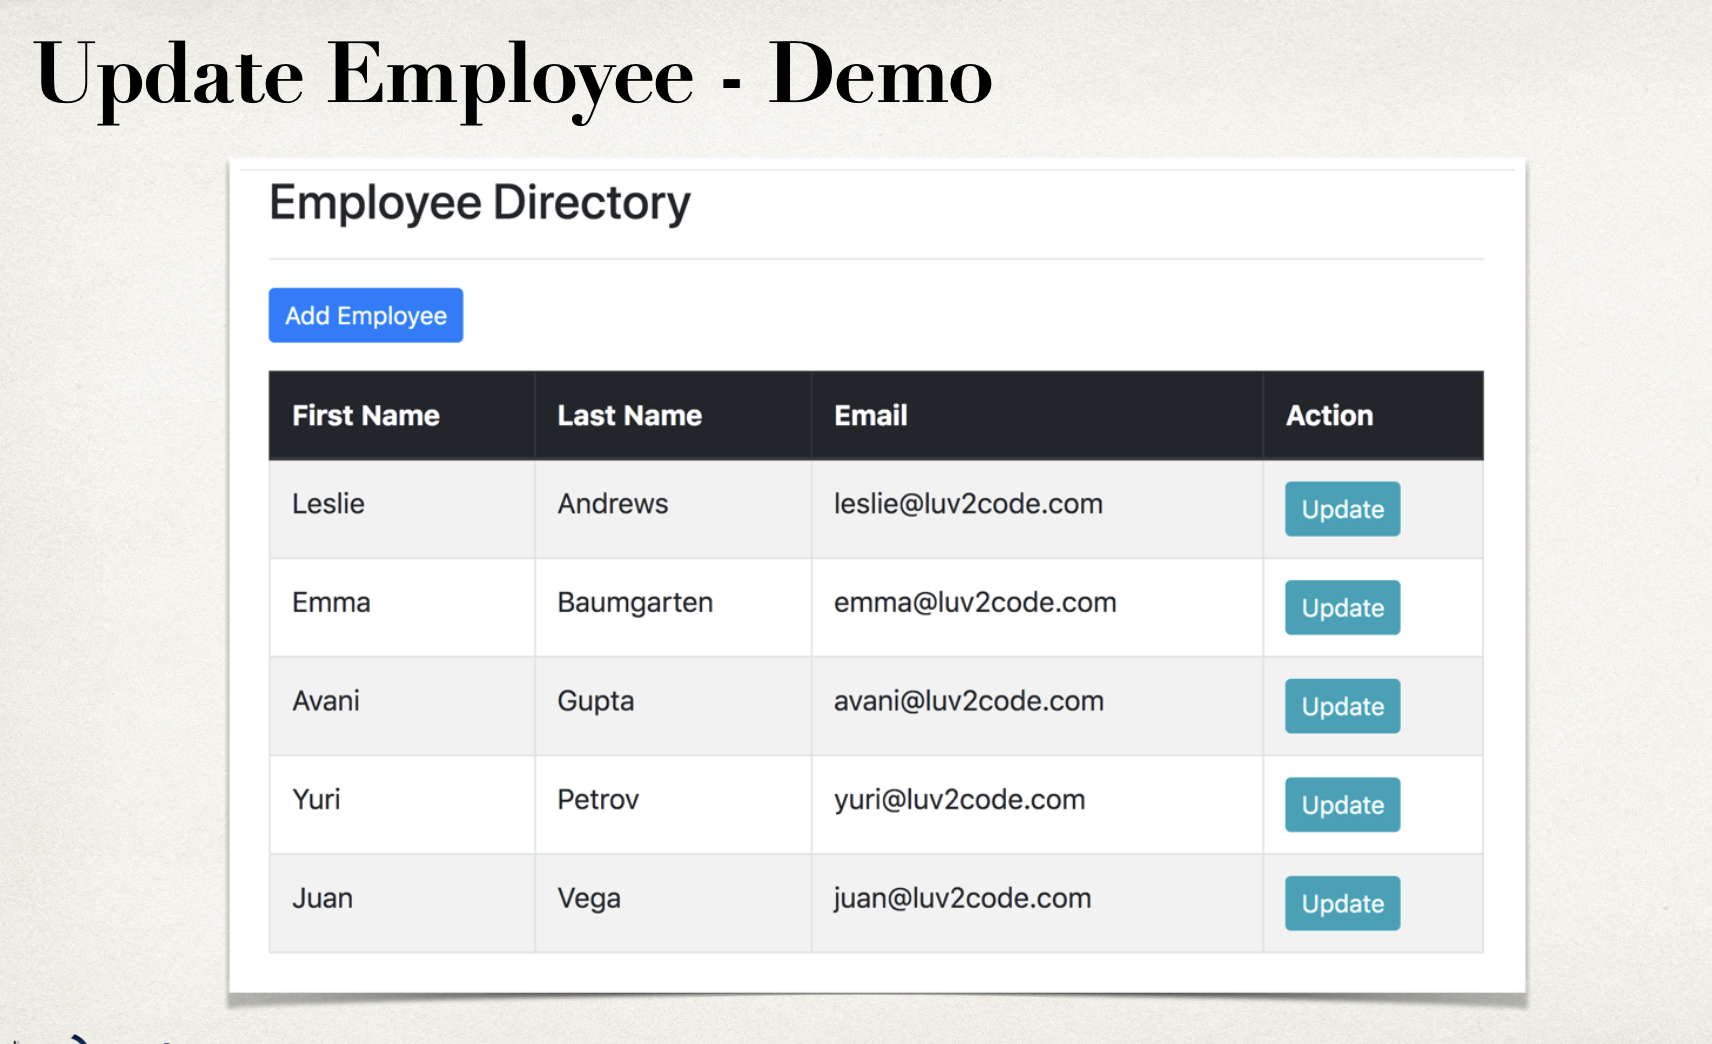 Update Employee - Demo
Employee Directory
Add Employee
First Name Last Name Email Action
Leslie Andrews leslie@luv2code.com Update
Emma Baumgarten emma@luv2code.com Update
Avani Gupta avani@luv2code.com Update
Yuri Petrov yuri@luv2code.com Update
Juan Vega juan@luv2code.com Update